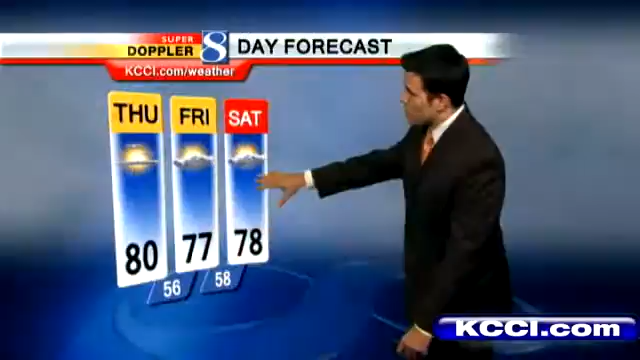 SUPER
DOPPLER 8 DAY FORECAST
KCCI.com/weather
THU FRI SAT
80 77 78
56 58
KCCI.com